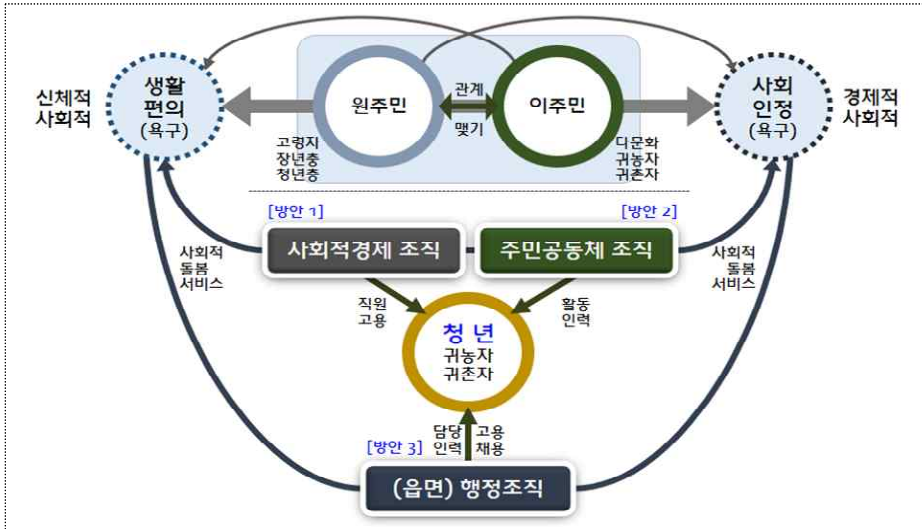 신체적
사회적
생활
편의
(욕구)
원주민
관계
맺기
이주민
사회
인정
(욕구)
경제적
사회적
고령자
장년층
청년층
다문화
귀농자
귀촌자
[방안 1]
[방안 2]
사회적경제 조직
주민공동체 조직
사회적
돌봄
서비스
사회적
돌봄
서비스
직원
고용
활동
인력
청 년
귀농자
귀촌자
[방안 3]
담당
인력
고용
채용
(읍면) 행정조직